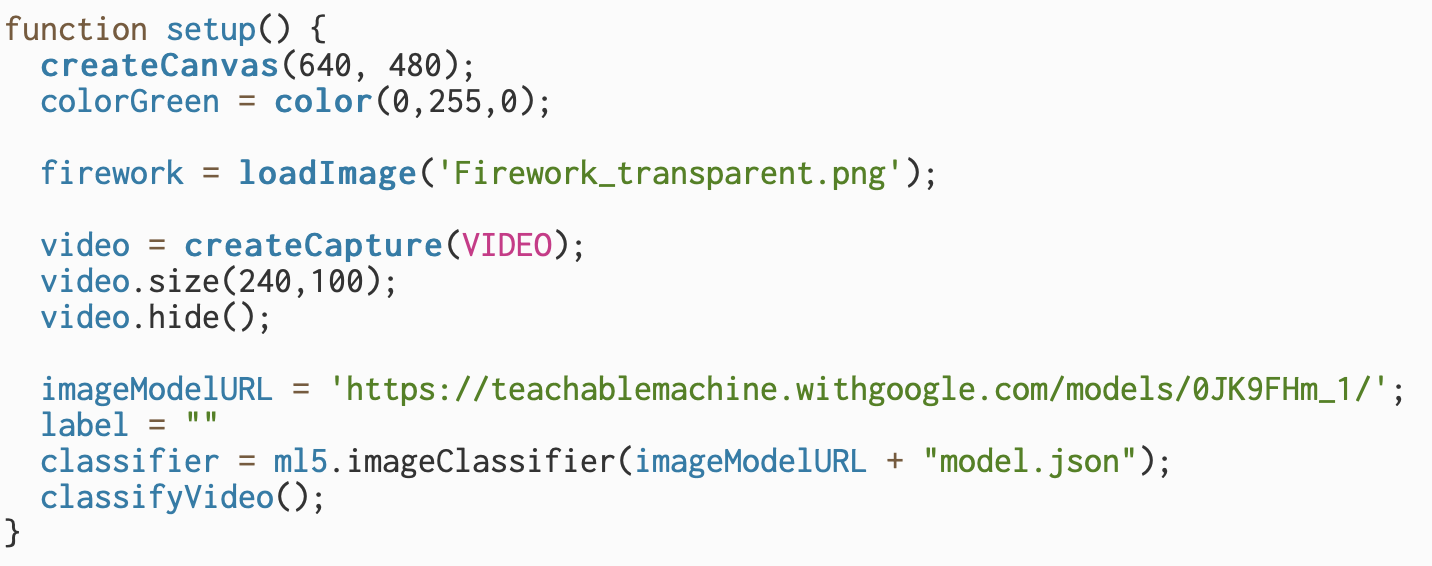 function setup() {
  createCanvas(640, 480);
  colorGreen = color(0,255,0);

  firework = loadImage('Firework_transparent.png');

  video = createCapture(VIDEO);
  video.size(240,100);
  video.hide();

  imageModelURL = 'https://teachablemachine.withgoogle.com/models/0JK9FHm_1/';
  label = ""
  classifier = ml5.imageClassifier(imageModelURL + "model.json");
  classifyVideo();
}